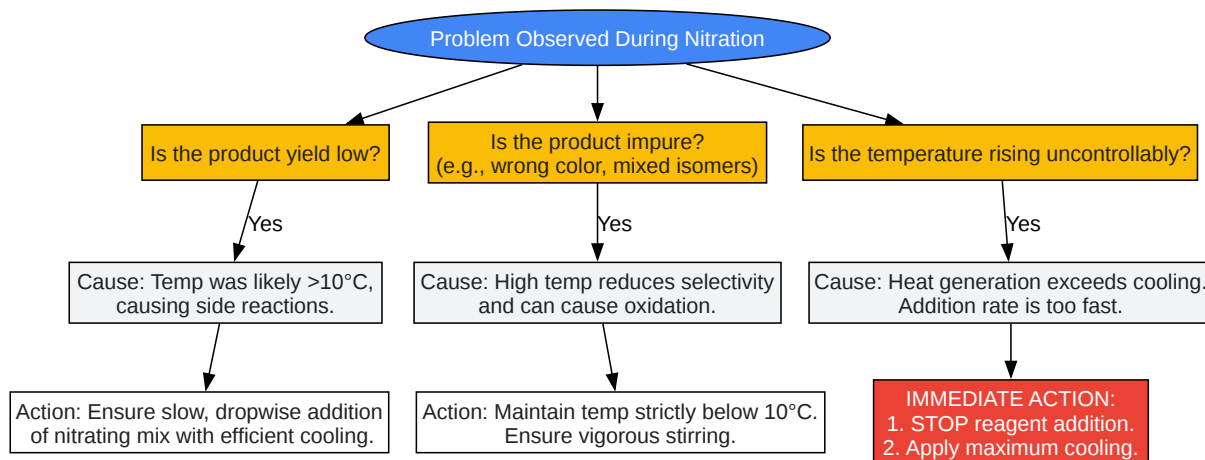 Problem Observed During Nitration
Is the product yield low?
Is the product impure?
(e.g., wrong color, mixed isomers)
Is the temperature rising uncontrollably?
Yes
Yes
Yes
Cause: Temp was likely >10°C,
causing side reactions.
Cause: High temp reduces selectivity
and can cause oxidation.
Cause: Heat generation exceeds cooling.
Addition rate is too fast.
Action: Ensure slow, dropwise addition
of nitrating mix with efficient cooling.
Action: Maintain temp strictly below 10°C.
Ensure vigorous stirring.
IMMEDIATE ACTION:
1. STOP reagent addition.
2. Apply maximum cooling.